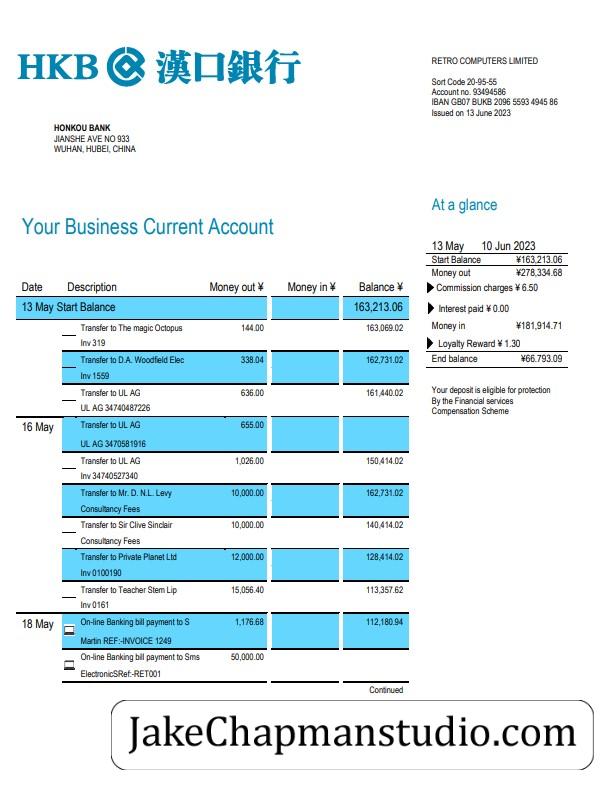 HKB 漢口銀行
RETRO COMPUTERS LIMITED
Sort Code 20-95-55
Account no. 93494586
IBAN GB07 BUKB 2096 5593 4945 86
Issued on 13 June 2023
HONKOU BANK
JIANSHE AVE NO 933
WUHAN, HUBEI, CHINA
At a glance
13 May 10 Jun 2023
Start Balance ¥163,213.06
Money out ¥278,334.68
Commission charges ¥ 6.50
Interest paid ¥ 0.00
Money in ¥181,914.71
Loyalty Reward ¥ 1.30
End balance ¥66.793.09
Your deposit is eligible for protection
By the Financial services
Compensation Scheme
Your Business Current Account
Date Description Money out ¥ Money in ¥ Balance ¥
13 May Start Balance 163,213.06
Transfer to The magic Octopus 144.00 163,069.02
Inv 319
Transfer to D.A. Woodfield Elec 338.04 162,731.02
Inv 1559
Transfer to UL AG 636.00 161,440.02
UL AG 34740487226
16 May Transfer to UL AG 655.00
UL AG 3470581916
Transfer to UL AG 1,026.00 150,414.02
Inv 34740527340
Transfer to Mr. D. N.L. Levy 10,000.00 162,731.02
Consultancy Fees
Transfer to Sir Clive Sinclair 10,000.00 140,414.02
Consultancy Fees
Transfer to Private Planet Ltd 12,000.00 128,414.02
Inv 0100190
Transfer to Teacher Stem Lip 15,056.40 113,357.62
Inv 0161
18 May On-line Banking bill payment to S 1,176.68 112,180.94
Martin REF:-INVOICE 1249
On-line Banking bill payment to Sms 50,000.00
ElectronicSRef:-RET001
Continued
JakeChapmanstudio.com